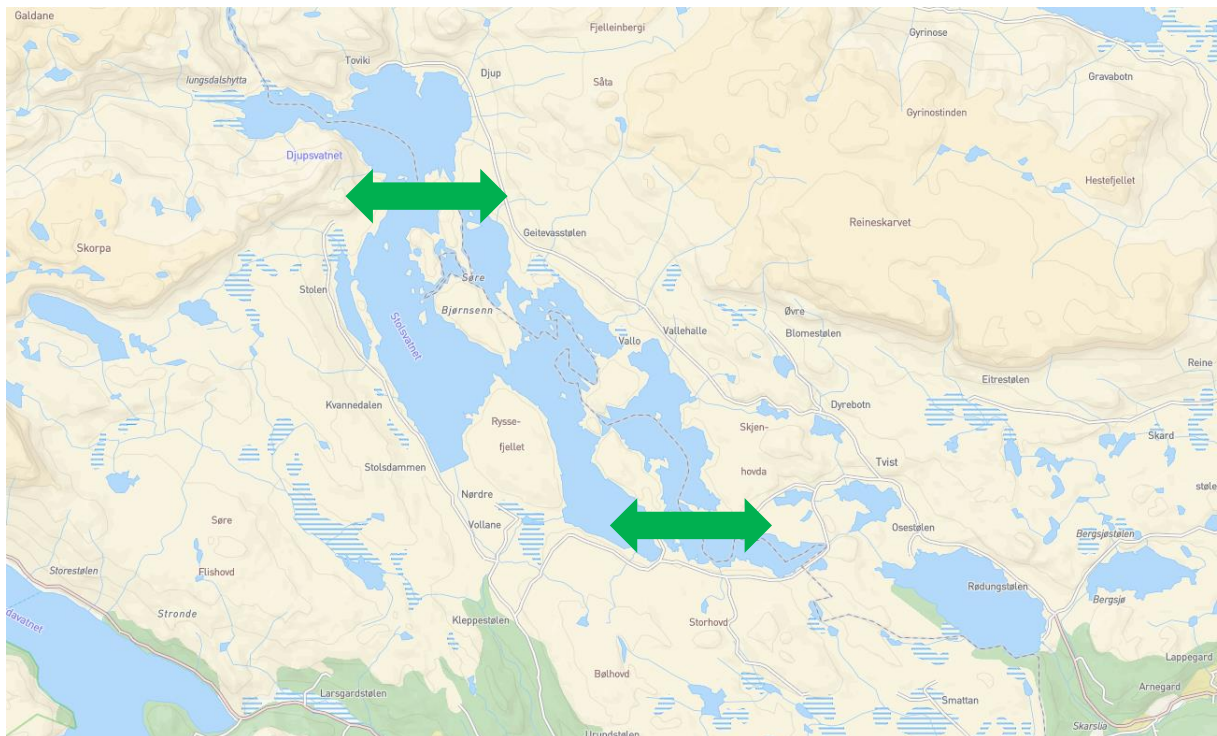 Galdane
Fjelleinbergi
Gyrinose
Toviki
Djup
Såta
Iungsdalshytta
Gravabotn
Gyrinostinden
Djupsvatnet
Hestefjellet
Reineskarvet
Skorpa
Geitevasstølen
Stolen
Søre
Bjørnsenn
Stolsvatnet
Øvre
Blomestølen
Vallehalle
Vallo
Reine
Eitrestølen
Kvannedalen
Dyrebotn
Rysse-
fjellet
Skjen-
hovda
Skard
Stolsdammen
Tvist
støle
Nørdre
Vollane
Søre
Flishovd
Osestølen
Bergsjøstølen
Storestølen
Rødungstølen
Bergsjø
Stronde
davatnet
Kleppestølen
Storhovd
Lappegard
Bølhovd
Larsgardstølen
Smattan
Arnegard
Skarslia
Urundstølen